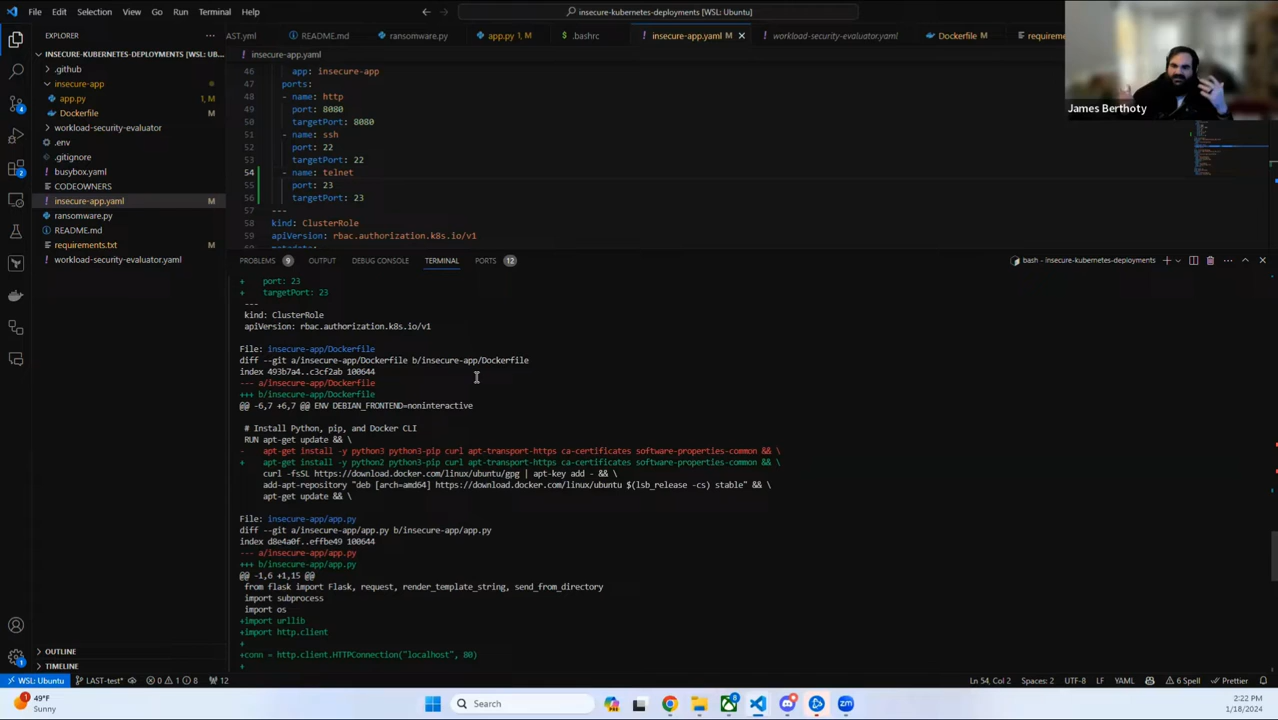 File Edit Selection View Go Run Terminal Help
insecure-kubernetes-deployments [WSL: Ubuntu]
EXPLORER
AST.yml README.md ransomware.py app.py 1, M .bashrc insecure-app.yaml M workload-security-evaluator.yaml Dockerfile M requireme
INSECURE-KUBERNETES-DEPLOYMENTS [WSL: UB...
.github
insecure-app
app.py 1, M
Dockerfile M
workload-security-evaluator
.env
.gitignore
busybox.yaml
CODEOWNERS
insecure-app.yaml M
ransomware.py
README.md
requirements.txt M
workload-security-evaluator.yaml
OUTLINE
TIMELINE
4
2
1
insecure-app.yaml
46 app: insecure-app
47 ports:
48 - name: http
49 port: 8080
50 targetPort: 8080
51 - name: ssh
52 port: 22
53 targetPort: 22
54 - name: telnet
55 port: 23
56 targetPort: 23
57 ---
58 kind: ClusterRole
59 apiVersion: rbac.authorization.k8s.io/v1
James Berthoty
PROBLEMS 9 OUTPUT DEBUG CONSOLE TERMINAL PORTS 12
bash - insecure-kubernetes-deployments
+ port: 23
+ targetPort: 23
---
kind: ClusterRole
apiVersion: rbac.authorization.k8s.io/v1
File: insecure-app/Dockerfile
diff --git a/insecure-app/Dockerfile b/insecure-app/Dockerfile
index 493b7a4..c3cf2ab 100644
--- a/insecure-app/Dockerfile
+++ b/insecure-app/Dockerfile
@@ -6,7 +6,7 @@ ENV DEBIAN_FRONTEND=noninteractive
# Install Python, pip, and Docker CLI
RUN apt-get update && \
- apt-get install -y python3 python3-pip curl apt-transport-https ca-certificates software-properties-common && \
+ apt-get install -y python2 python3-pip curl apt-transport-https ca-certificates software-properties-common && \
curl -fsSL https://download.docker.com/linux/ubuntu/gpg | apt-key add - && \
add-apt-repository "deb [arch=amd64] https://download.docker.com/linux/ubuntu $(lsb_release -cs) stable" && \
apt-get update && \
File: insecure-app/app.py
diff --git a/insecure-app/app.py b/insecure-app/app.py
index d8e4a0f..effbe49 100644
--- a/insecure-app/app.py
+++ b/insecure-app/app.py
@@ -1,6 +1,15 @@
from flask import Flask, request, render_template_string, send_from_directory
import subprocess
import os
+import urllib
+import http.client
+
+conn = http.client.HTTPConnection("localhost", 80)
+
WSL: Ubuntu LAST-test* 0 1 8 12
Ln 54, Col 2 Spaces: 2 UTF-8 LF YAML 6 Spell Prettier
49°F
Sunny
Search
2:22 PM
1/18/2024